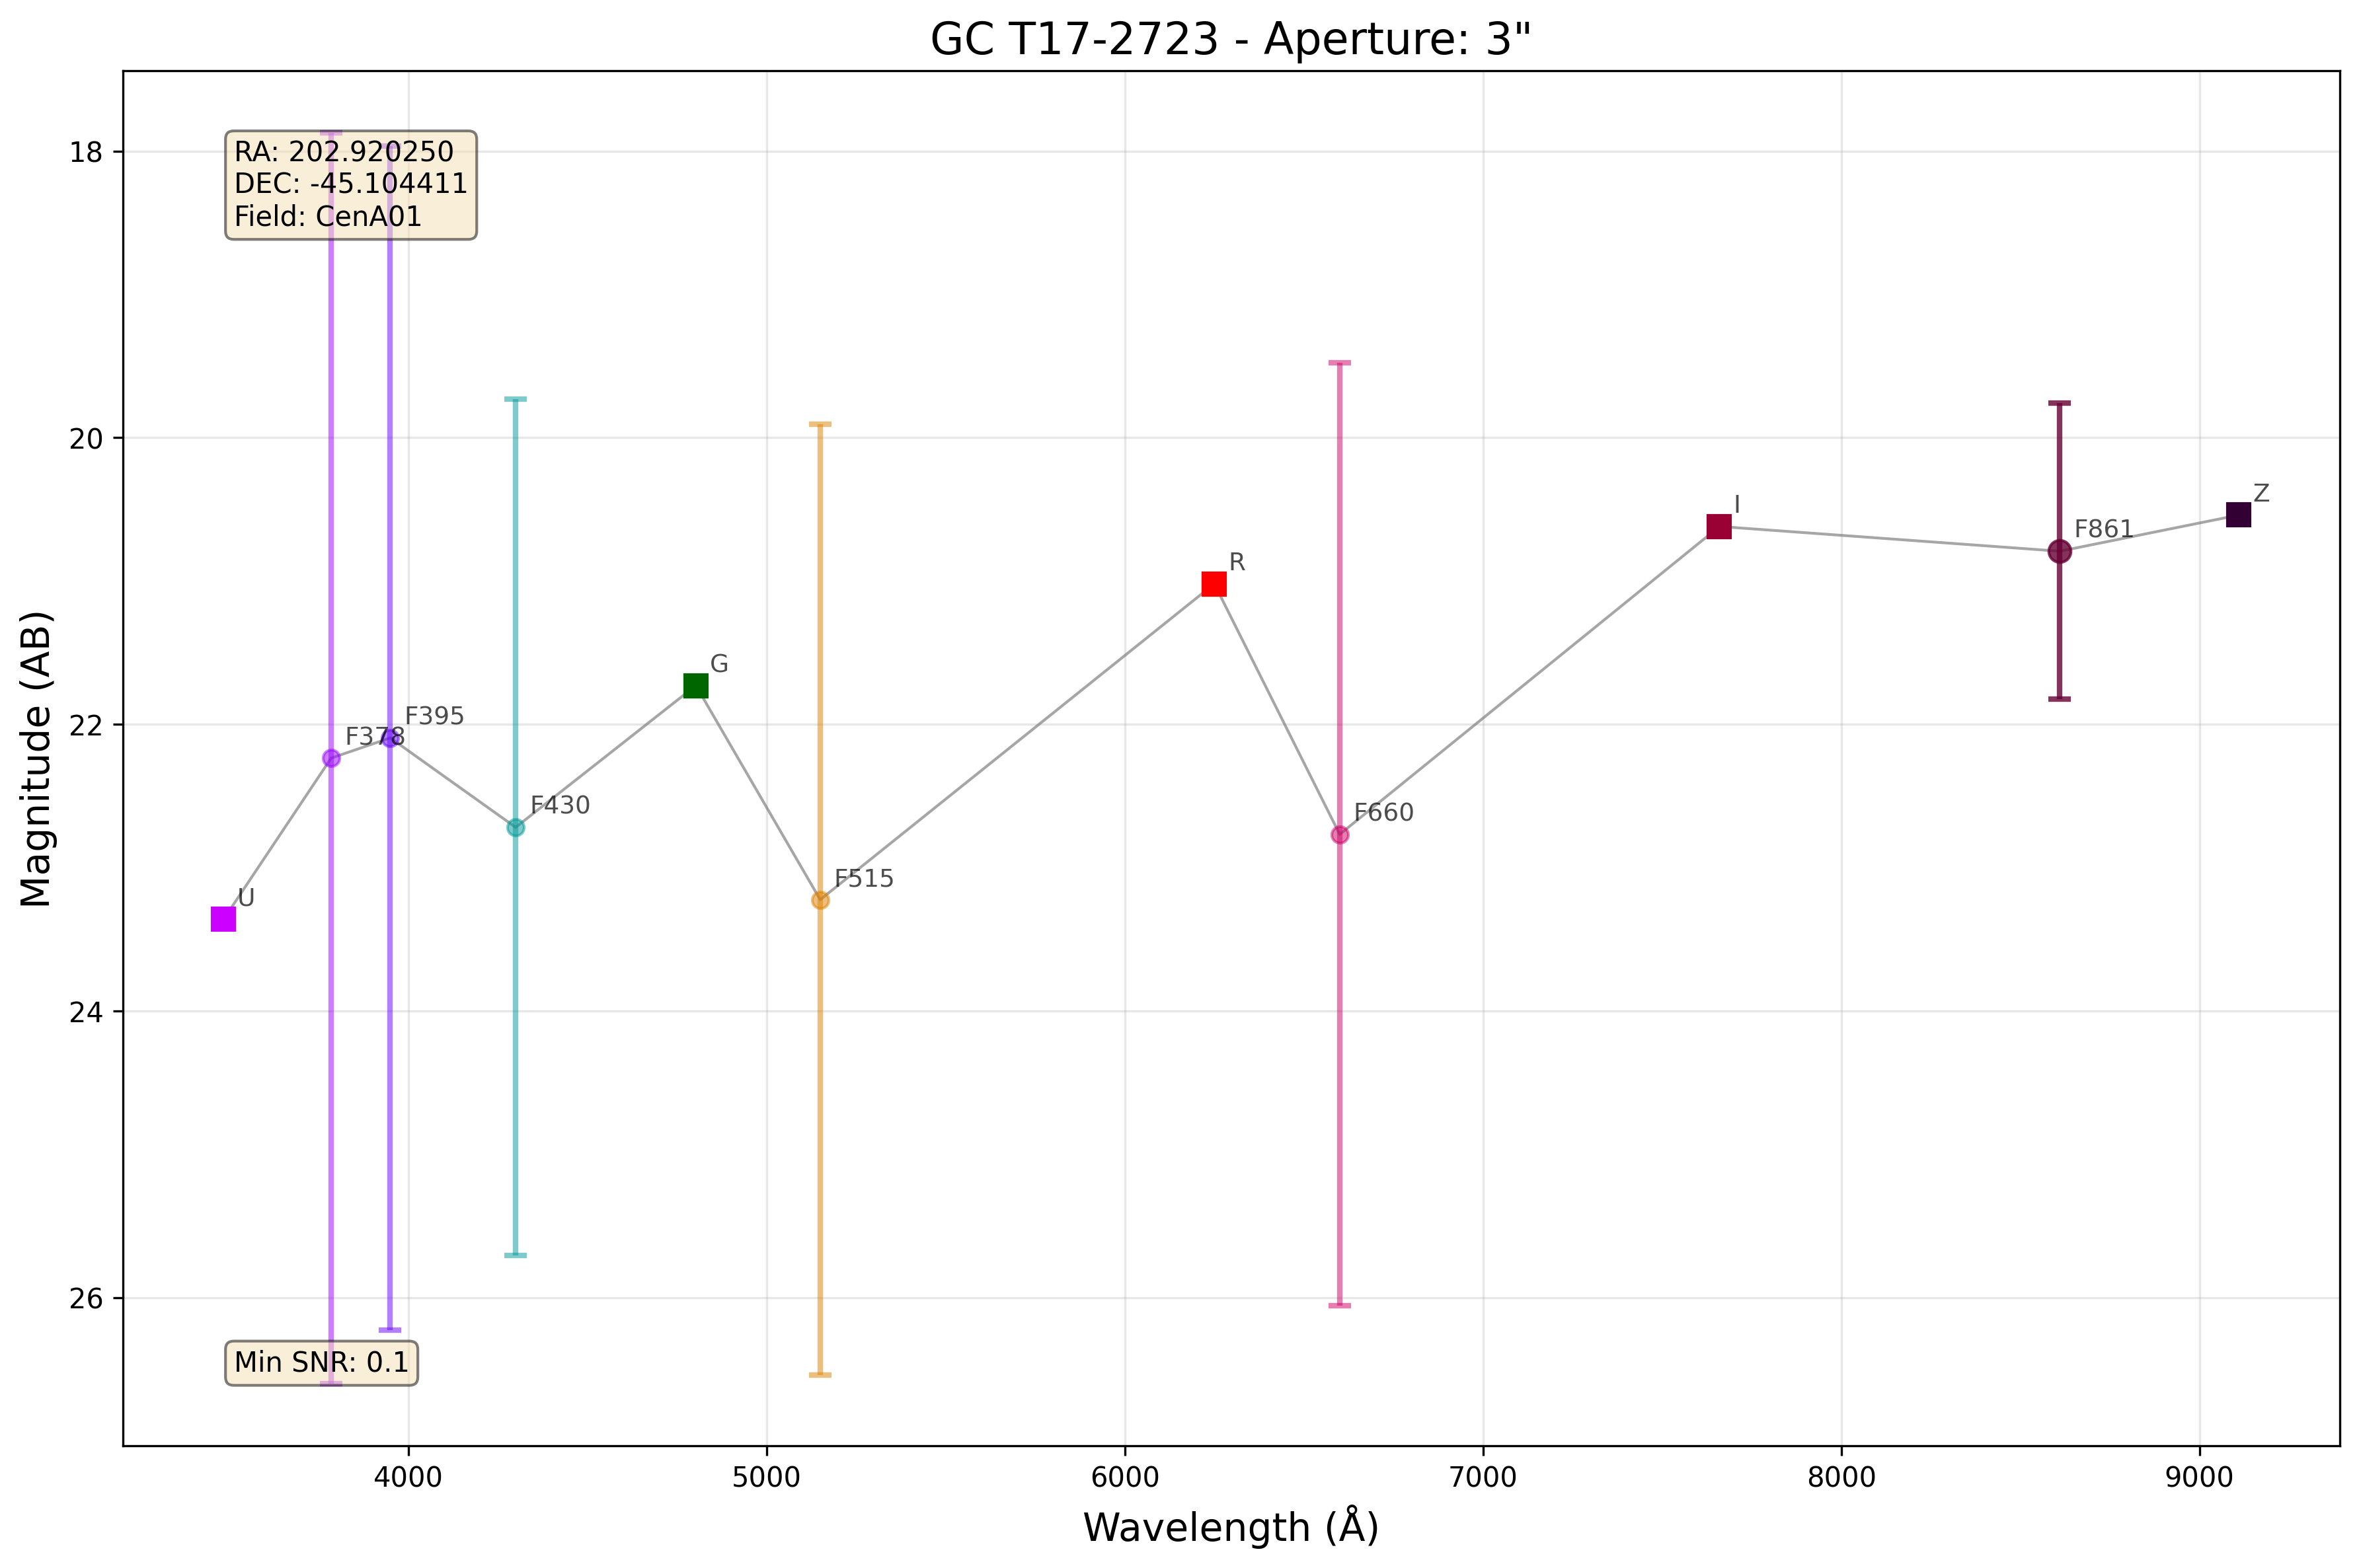 GC T17-2723 - Aperture: 3"
RA: 202.920250
DEC: -45.104411
Field: CenA01
18
20
22
24
26
Magnitude (AB)
U
F378
F395
F430
G
F515
R
F660
I
F861
Z
Min SNR: 0.1
4000
5000
6000
7000
8000
9000
Wavelength (Å)